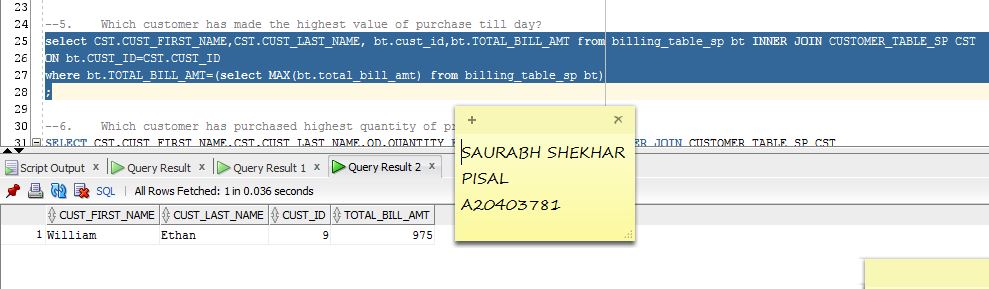 23
24
--5.    Which customer has made the highest value of purchase till day?
25 select CST.CUST_FIRST_NAME,CST.CUST_LAST_NAME, bt.cust_id,bt.TOTAL_BILL_AMT from billing_table_sp bt INNER JOIN CUSTOMER_TABLE_SP CST
26 ON bt.CUST_ID=CST.CUST_ID
27 where bt.TOTAL_BILL_AMT=(select MAX(bt.total_bill_amt) from billing_table_sp bt)
28 ;
29
30 --6.    Which customer has purchased highest quantity of pr
31 SELECT CST.CUST_FIRST_NAME,CST.CUST_LAST_NAME,OD.QUANTITY JOIN CUSTOMER_TABLE_SP CST
SAURABH SHEKHAR
PISAL
A20403781
Script Output x Query Result x Query Result 1 x Query Result 2 x
SQL | All Rows Fetched: 1 in 0.036 seconds
CUST_FIRST_NAME CUST_LAST_NAME CUST_ID TOTAL_BILL_AMT
1 William Ethan 9 975